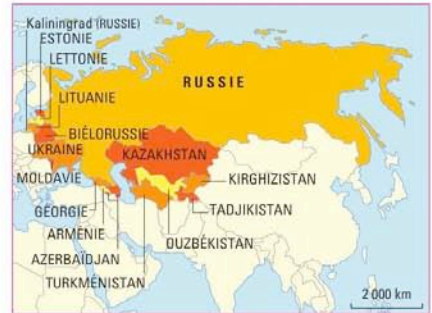 Kaliningrad (RUSSIE)
ESTONIE
LETTONIE
LITUANIE
RUSSIE
BIÉLORUSSIE
UKRAINE
KAZAKHSTAN
MOLDAVIE
KIRGHIZISTAN
GÉORGIE
TADJIKISTAN
ARMÉNIE
OUZBÉKISTAN
AZERBAÏDJAN
TURKMÉNISTAN
2 000 km